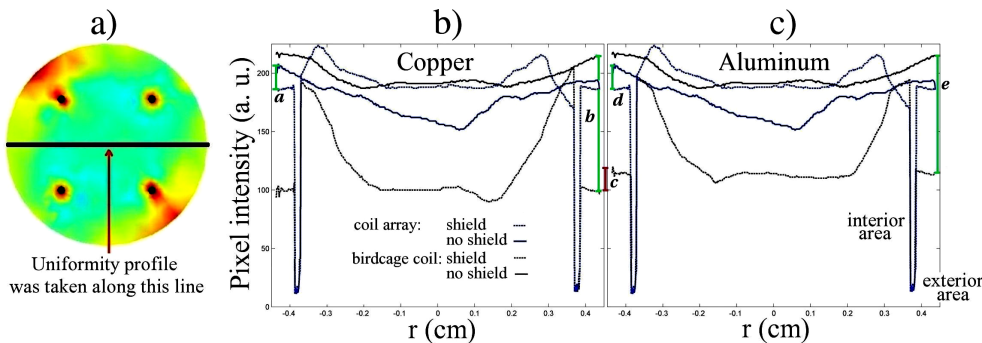 a)
b)
c)
Uniformity profile
was taken along this line
Pixel intensity (a. u.)
200
150
100
50
0
Copper
a
b
c
coil array: shield
no shield
birdcage coil: shield
no shield
-0.4 -0.3 -0.2 -0.1 0 0.1 0.2 0.3 0.4
r (cm)
Aluminum
d
e
interior
area
exterior
area
-0.4 -0.3 -0.2 -0.1 0 0.1 0.2 0.3 0.4
r (cm)